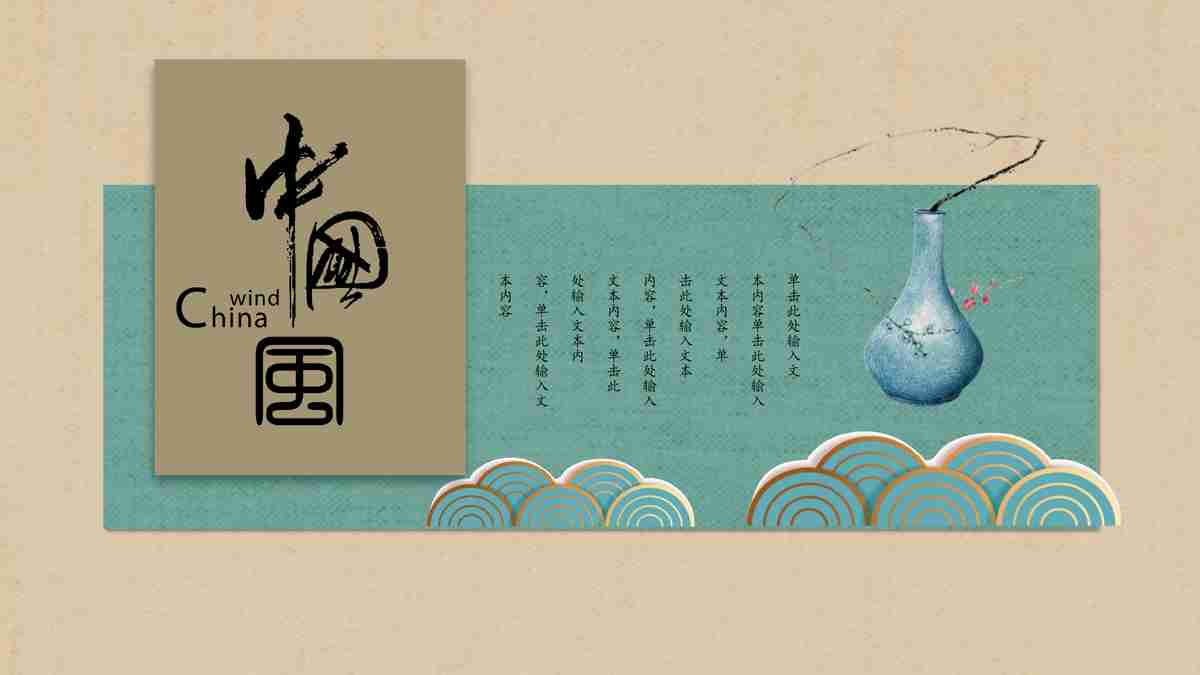 中國
wind
China
風
单击此处输入文
本内容单击此处输入
文本内容，单
击此处输入文本
内容，单击此处输入
文本内容，单击此
处输入文本内
容，单击此处输入文
本内容